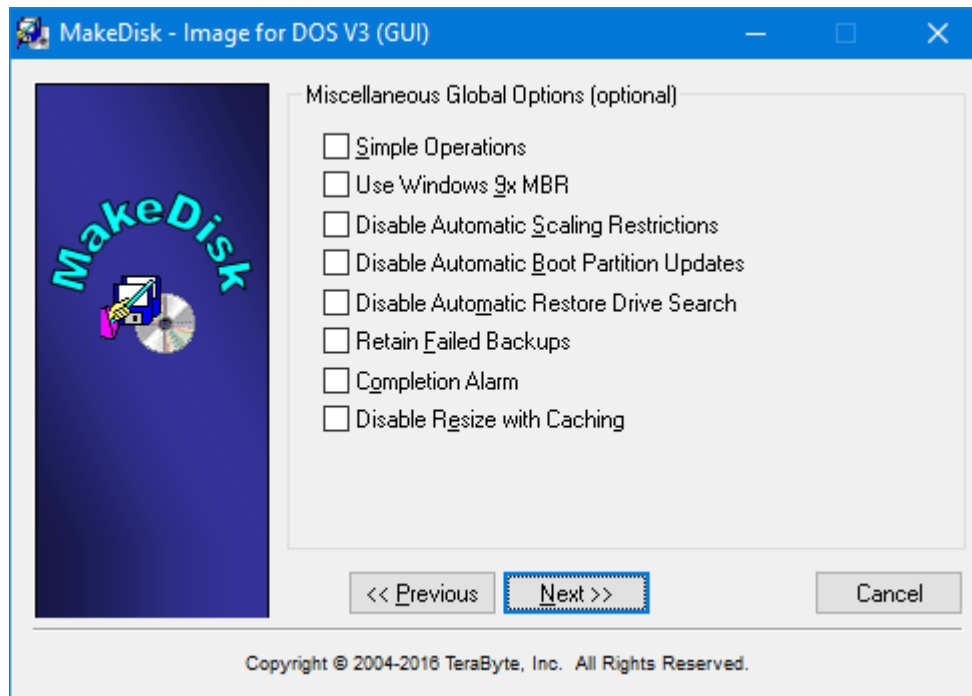 MakeDisk - Image for DOS V3 (GUI)
Miscellaneous Global Options (optional)
Simple Operations
Use Windows 9x MBR
Disable Automatic Scaling Restrictions
Disable Automatic Boot Partition Updates
Disable Automatic Restore Drive Search
Retain Failed Backups
Completion Alarm
Disable Resize with Caching
MakeDisk
<< Previous
Next >>
Cancel
Copyright © 2004-2016 TeraByte, Inc.  All Rights Reserved.